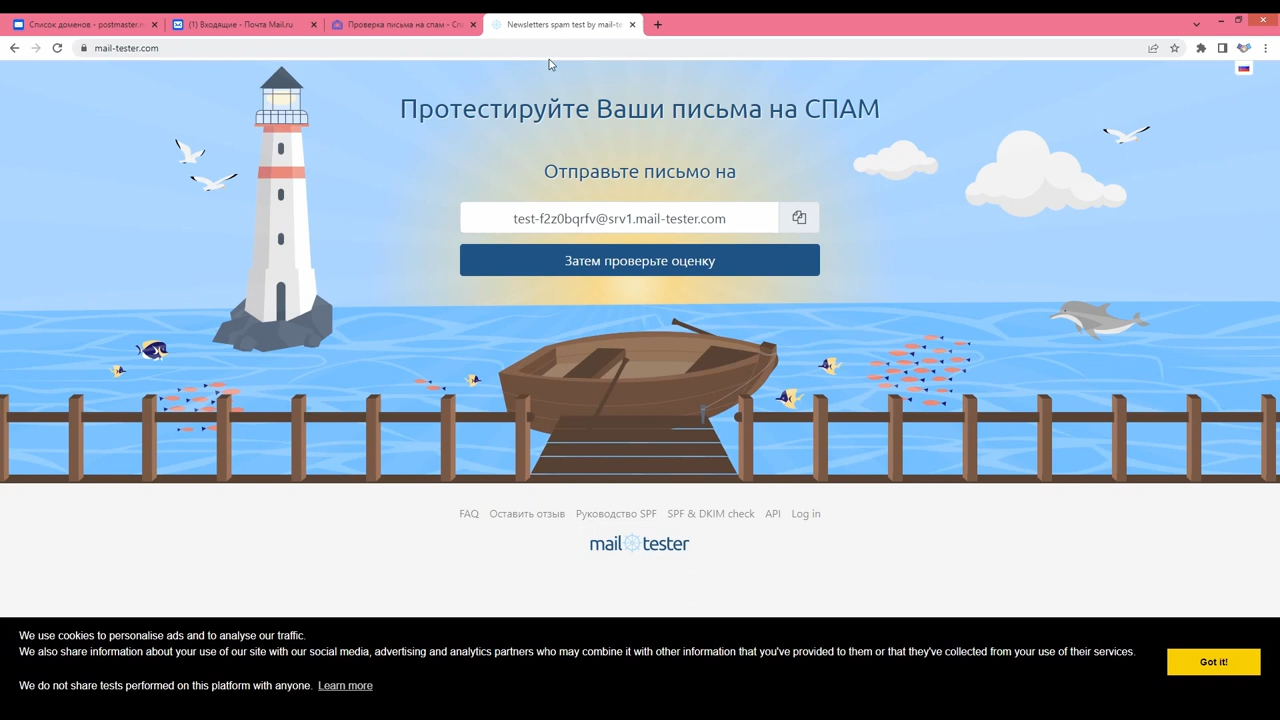 Список доменов - postmaster.
(1) Входящие - Почта Mail.ru
Проверка письма на спам - Сп
Newsletters spam test by mail-te
mail-tester.com
Протестируйте Ваши письма на СПАМ
Отправьте письмо на
test-f2z0bqrfv@srv1.mail-tester.com
Затем проверьте оценку
FAQ Оставить отзыв Руководство SPF SPF & DKIM check API Log in
mail tester
We use cookies to personalise ads and to analyse our traffic.
We also share information about your use of our site with our social media, advertising and analytics partners who may combine it with other information that you've provided to them or that they've collected from your use of their services.
Got it!
We do not share tests performed on this platform with anyone. Learn more